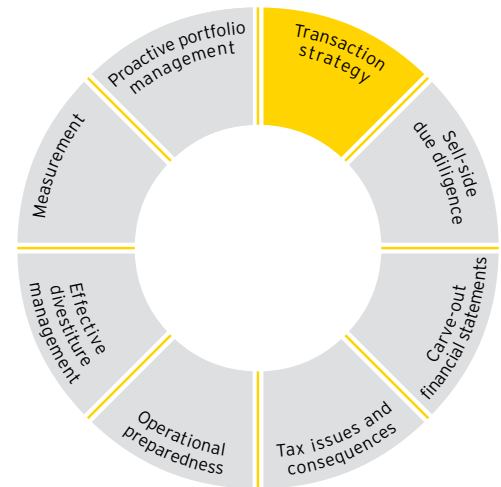 Proactive portfolio
management
Transaction
strategy
Sell-side
due diligence
Carve-out
financial statements
Tax issues and
consequences
Operational
preparedness
Effective
divestiture
management
Measurement